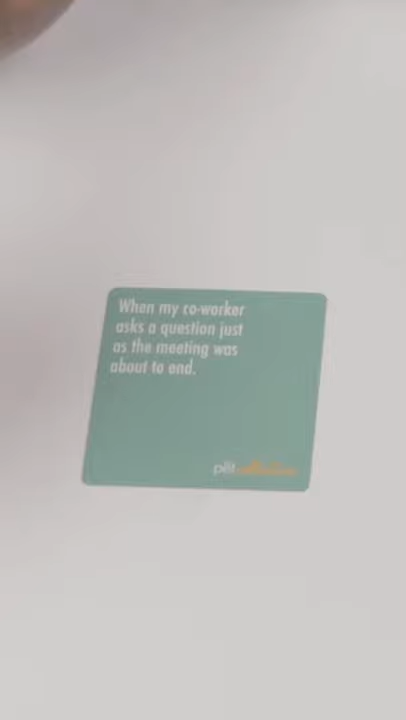 When my co-worker
asks a question just
as the meeting was
about to end.